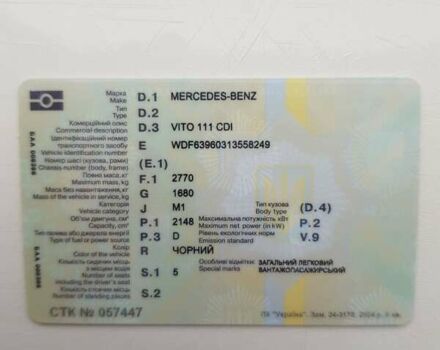 Марка D.1 MERCEDES-BENZ
Make
Тип D.2
Type
Комерційний опис D.3 VITO 111 CDI
Commercial description
Ідентифікаційний номер
транспортного засобу E WDF63960313558249
Vehicle identification number
Номер шасі (кузова, рами) (E.1)
Chassis number (body, frame)
Повна маса, кг F.1 2770
Maximum mass, kg
Маса без навантаження, кг G 1680
Mass of the vehicle in service, kg
Категорія J M1 Тип кузова (D.4)
Vehicle category Body type
Об'єм двигуна, см³ P.1 2148 Максимальна потужність кВт P.2
Capacity, cm³ Maximum net power (in kW)
Тип палива або джерела енергії P.3 D Рівень екологічних норм V.9
Type of fuel or power source Emission standard
Колір R ЧОРНИЙ
Color of the vehicle
Кількість сидячих місць Особливі відмітки: ЗАГАЛЬНИЙ ЛЕГКОВИЙ
з місцем водія S.1 5 Special marks ВАНТАЖОПАСАЖИРСЬКИЙ
Number of seats
including the driver's seat
Кількість стоячих місць S.2
Number of standing places
СТК № 057447
ПК "Україна". Зам.